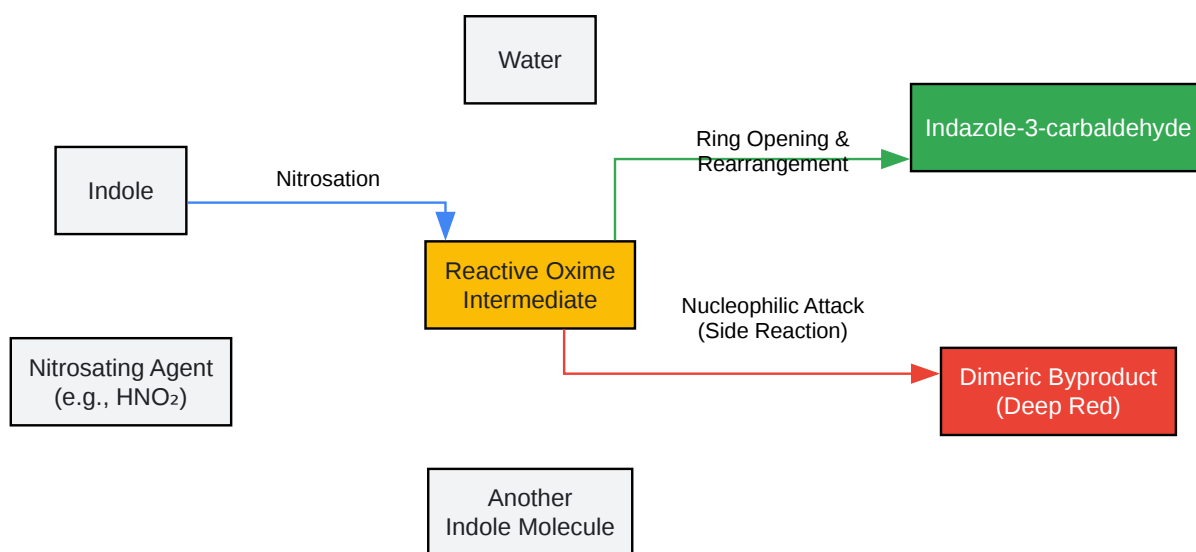 Water
Indazole-3-carbaldehyde
Ring Opening &
Rearrangement
Indole
Nitrosation
Reactive Oxime
Intermediate
Nucleophilic Attack
(Side Reaction)
Nitrosating Agent
(e.g., HNO₂)
Dimeric Byproduct
(Deep Red)
Another
Indole Molecule